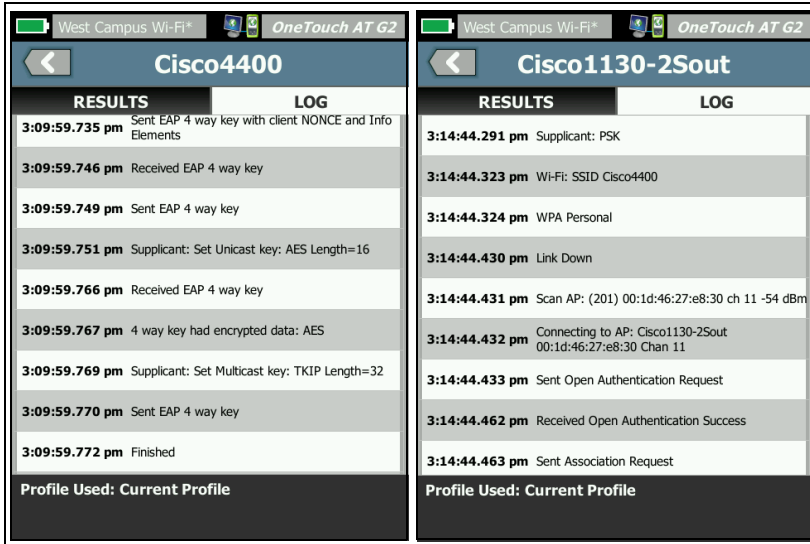 West Campus Wi-Fi*
OneTouch AT G2
Cisco4400
RESULTS
LOG
3:09:59.735 pm Sent EAP 4 way key with client NONCE and Info
Elements
3:09:59.746 pm Received EAP 4 way key
3:09:59.749 pm Sent EAP 4 way key
3:09:59.751 pm Supplicant: Set Unicast key: AES Length=16
3:09:59.766 pm Received EAP 4 way key
3:09:59.767 pm 4 way key had encrypted data: AES
3:09:59.769 pm Supplicant: Set Multicast key: TKIP Length=32
3:09:59.770 pm Sent EAP 4 way key
3:09:59.772 pm Finished
Profile Used: Current Profile
West Campus Wi-Fi*
OneTouch AT G2
Cisco1130-2Sout
RESULTS
LOG
3:14:44.291 pm Supplicant: PSK
3:14:44.323 pm Wi-Fi: SSID Cisco4400
3:14:44.324 pm WPA Personal
3:14:44.430 pm Link Down
3:14:44.431 pm Scan AP: (201) 00:1d:46:27:e8:30 ch 11 -54 dBm
3:14:44.432 pm Connecting to AP: Cisco1130-2Sout
00:1d:46:27:e8:30 Chan 11
3:14:44.433 pm Sent Open Authentication Request
3:14:44.462 pm Received Open Authentication Success
3:14:44.463 pm Sent Association Request
Profile Used: Current Profile